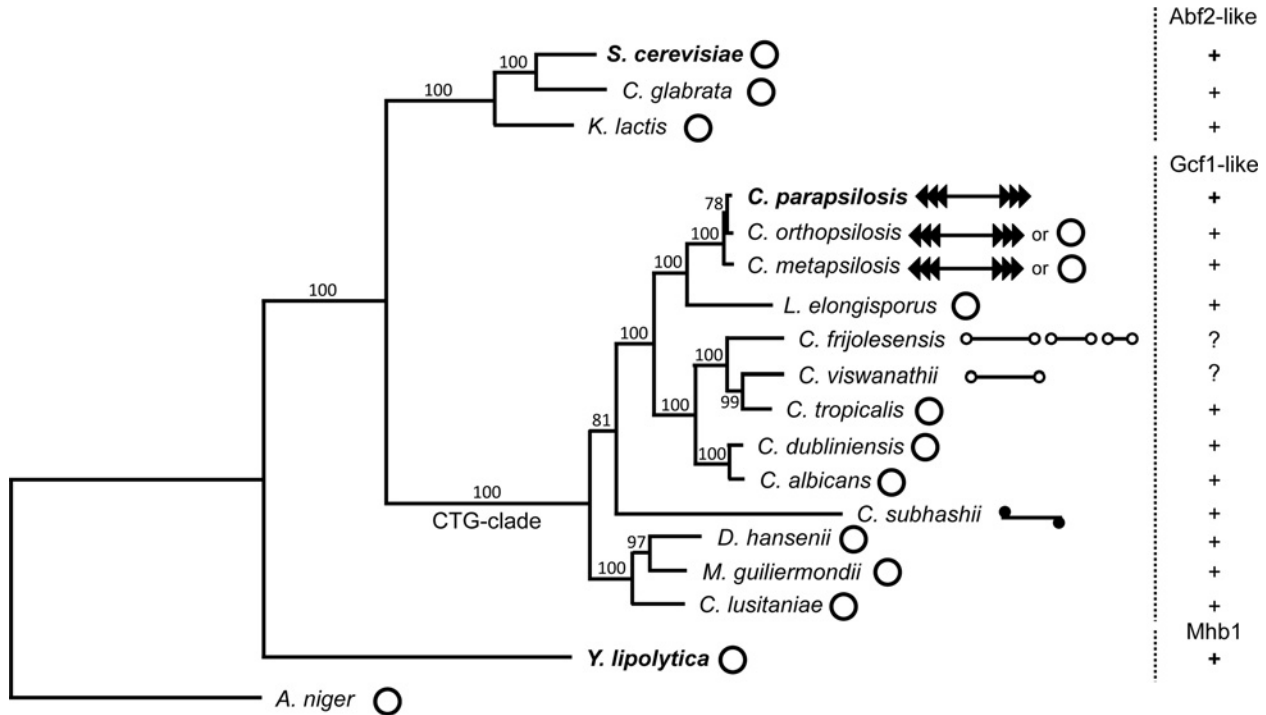 Abf2-like
100 S. cerevisiae +
100 C. glabrata +
K. lactis +
Gcf1-like
78 C. parapsilosis +
100 C. orthopsilosis or +
100 C. metapsilosis or +
L. elongisporus +
100
100 C. frijolesensis ?
100 C. viswanathii ?
99 C. tropicalis +
81 100 C. dubliniensis +
100 C. albicans +
100
CTG-clade
C. subhashii +
97 D. hansenii +
100 M. guiliermondii +
C. lusitaniae +
Mhb1
Y. lipolytica +
A. niger